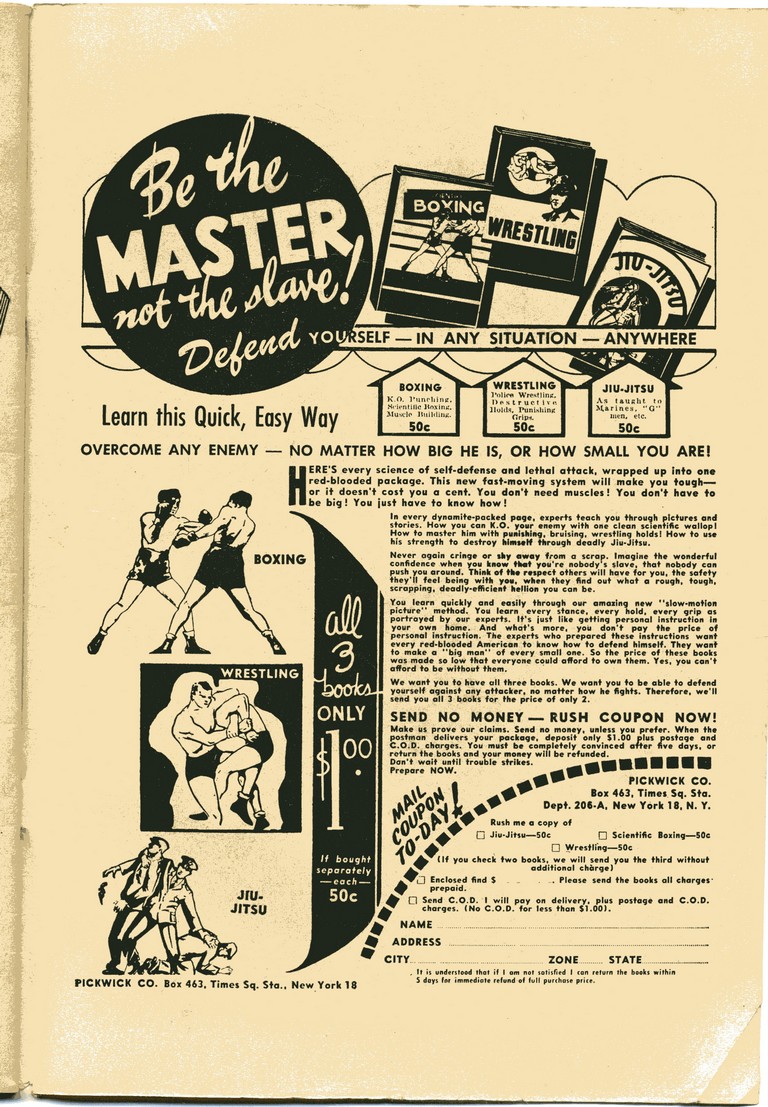 Be the
MASTER
not the slave!
Defend YOURSELF — IN ANY SITUATION — ANYWHERE
BOXING
WRESTLING
JIU-JITSU
Learn this Quick, Easy Way
BOXING
K.O. Punching,
Scientific Boxing,
Muscle Building.
50c
WRESTLING
Police Wrestling,
Destructive
Holds, Punishing
Grips.
50c
JIU-JITSU
As taught to
Marines, "G"
men, etc.
50c
OVERCOME ANY ENEMY — NO MATTER HOW BIG HE IS, OR HOW SMALL YOU ARE!
HERE'S every science of self-defense and lethal attack, wrapped up into one
red-blooded package. This new fast-moving system will make you tough—
or it doesn't cost you a cent. You don't need muscles! You don't have to
be big! You just have to know how!
In every dynamite-packed page, experts teach you through pictures and
stories. How you can K.O. your enemy with one clean scientific wallop!
How to master him with punishing, bruising, wrestling holds! How to use
his strength to destroy himself through deadly Jiu-Jitsu.
Never again cringe or shy away from a scrap. Imagine the wonderful
confidence when you know that you're nobody's slave, that nobody can
push you around. Think of the respect others will have for you, the safety
they'll feel being with you, when they find out what a rough, tough,
scrapping, deadly-efficient hellion you can be.
You learn quickly and easily through our amazing new "slow-motion
picture" method. You learn every stance, every hold, every grip as
portrayed by our experts. It's just like getting personal instruction in
your own home. And what's more, you don't pay the price of
personal instruction. The experts who prepared these instructions want
every red-blooded American to know how to defend himself. They want
to make a "big man" of every small one. So the price of these books
was made so low that everyone could afford to own them. Yes, you can't
afford to be without them.
We want you to have all three books. We want you to be able to defend
yourself against any attacker, no matter how he fights. Therefore, we'll
send you all 3 books for the price of only 2.
SEND NO MONEY — RUSH COUPON NOW!
Make us prove our claims. Send no money, unless you prefer. When the
postman delivers your package, deposit only $1.00 plus postage and
C.O.D. charges. You must be completely convinced after five days, or
return the books and your money will be refunded.
Don't wait until trouble strikes.
Prepare NOW.
BOXING
WRESTLING
JIU-
JITSU
all
3
books
ONLY
$1.00
If bought
separately
— each —
50c
MAIL
COUPON
TO-DAY!
PICKWICK CO.
Box 463, Times Sq. Sta.
Dept. 206-A, New York 18, N. Y.
Rush me a copy of
☐ Jiu-Jitsu—50c ☐ Scientific Boxing—50c
☐ Wrestling—50c
(If you check two books, we will send you the third without
additional charge)
☐ Enclosed find $ . Please send the books all charges
prepaid.
☐ Send C.O.D. I will pay on delivery, plus postage and C.O.D.
charges. (No C.O.D. for less than $1.00).
NAME
ADDRESS
CITY ZONE STATE
It is understood that if I am not satisfied I can return the books within
5 days for immediate refund of full purchase price.
PICKWICK CO. Box 463, Times Sq. Sta., New York 18